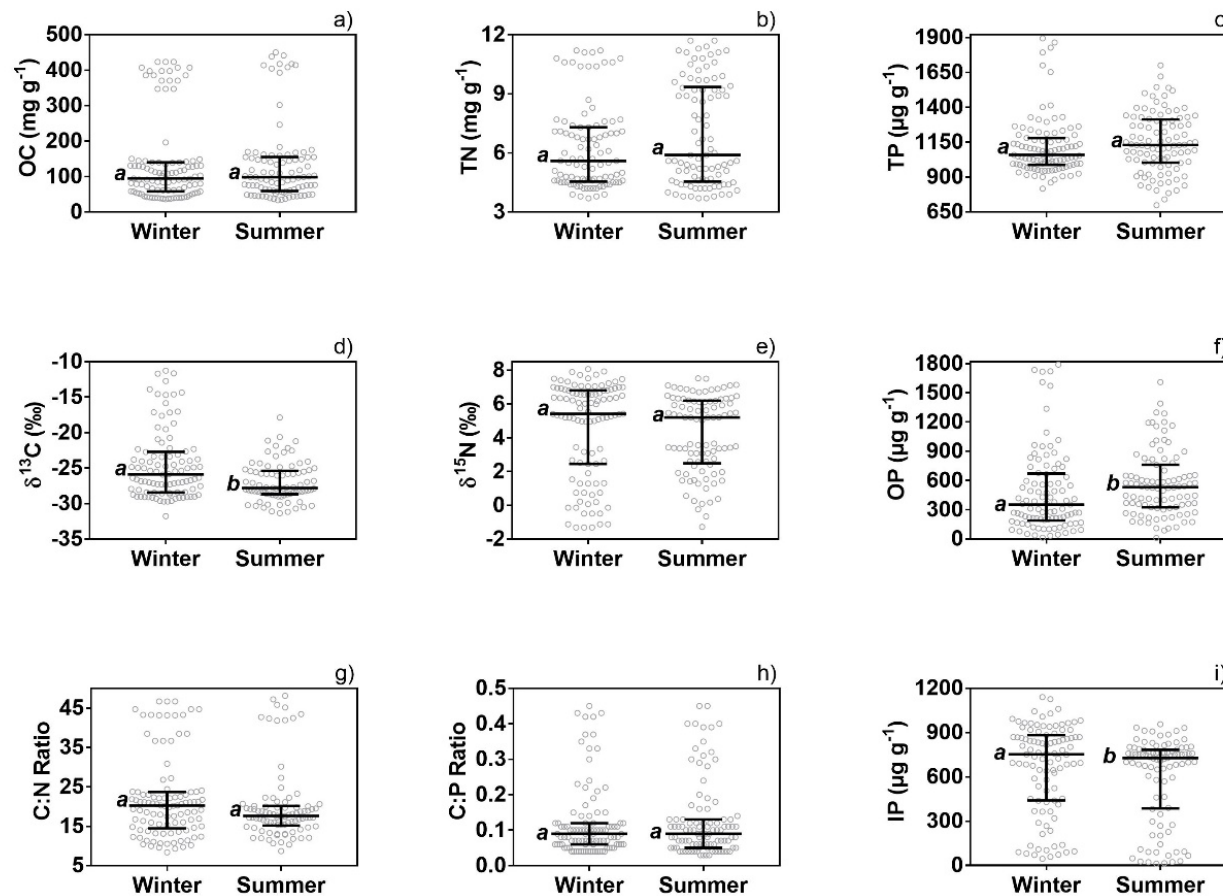 a)
OC (mg g⁻¹)
500
400
300
200
100
0
a
a
Winter Summer
b)
TN (mg g⁻¹)
12
9
6
3
a
a
Winter Summer
TP (µg g⁻¹)
1900
1650
1400
1150
900
650
a
a
Winter Summer
d)
δ¹³C (‰)
-10
-15
-20
-25
-30
-35
a
b
Winter Summer
e)
δ¹⁵N (‰)
8
6
4
2
0
-2
a
a
Winter Summer
f)
OP (µg g⁻¹)
1800
1500
1200
900
600
300
0
a
b
Winter Summer
g)
C:N Ratio
45
35
25
15
5
a
a
Winter Summer
h)
C:P Ratio
0.5
0.4
0.3
0.2
0.1
0.0
a
a
Winter Summer
i)
IP (µg g⁻¹)
1200
900
600
300
0
a
b
Winter Summer